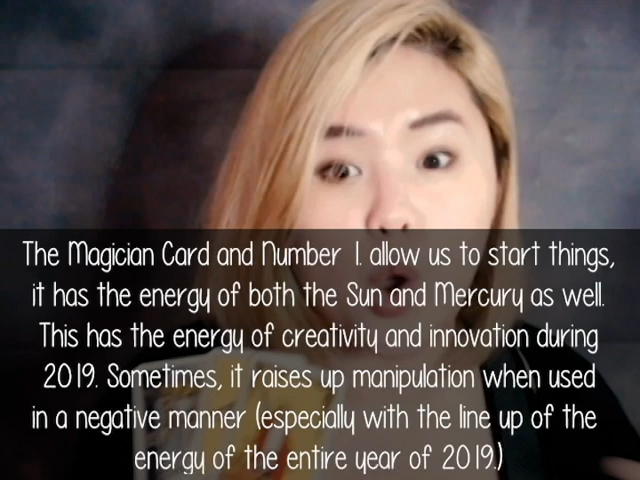 The Magician Card and Number 1. allow us to start things,
it has the energy of both the Sun and Mercury as well.
This has the energy of creativity and innovation during
2019. Sometimes, it raises up manipulation when used
in a negative manner (especially with the line up of the
energy of the entire year of 2019.)